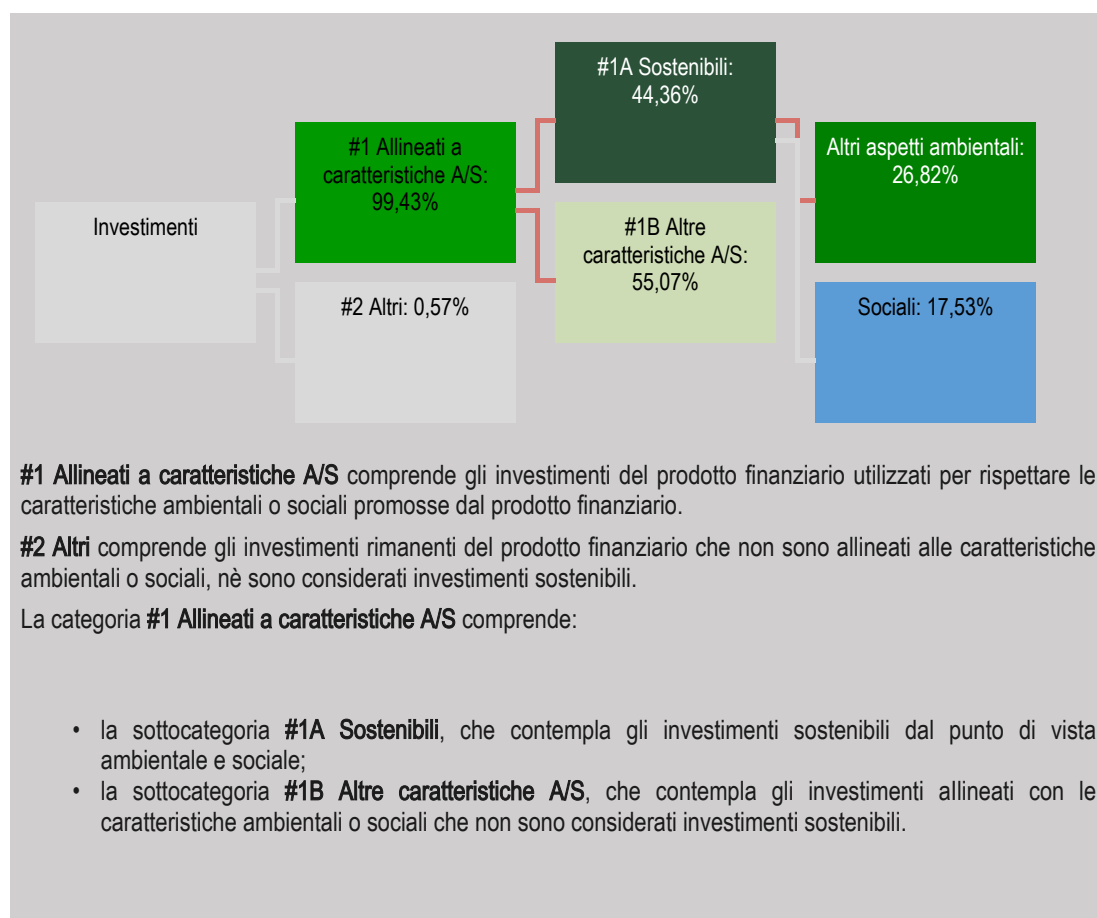 Investimenti
#1 Allineati a
caratteristiche A/S:
99,43%
#2 Altri: 0,57%
#1A Sostenibili:
44,36%
#1B Altre
caratteristiche A/S:
55,07%
Altri aspetti ambientali:
26,82%
Sociali: 17,53%
#1 Allineati a caratteristiche A/S comprende gli investimenti del prodotto finanziario utilizzati per rispettare le
caratteristiche ambientali o sociali promosse dal prodotto finanziario.
#2 Altri comprende gli investimenti rimanenti del prodotto finanziario che non sono allineati alle caratteristiche
ambientali o sociali, nè sono considerati investimenti sostenibili.
La categoria #1 Allineati a caratteristiche A/S comprende:
• la sottocategoria #1A Sostenibili, che contempla gli investimenti sostenibili dal punto di vista
ambientale e sociale;
• la sottocategoria #1B Altre caratteristiche A/S, che contempla gli investimenti allineati con le
caratteristiche ambientali o sociali che non sono considerati investimenti sostenibili.